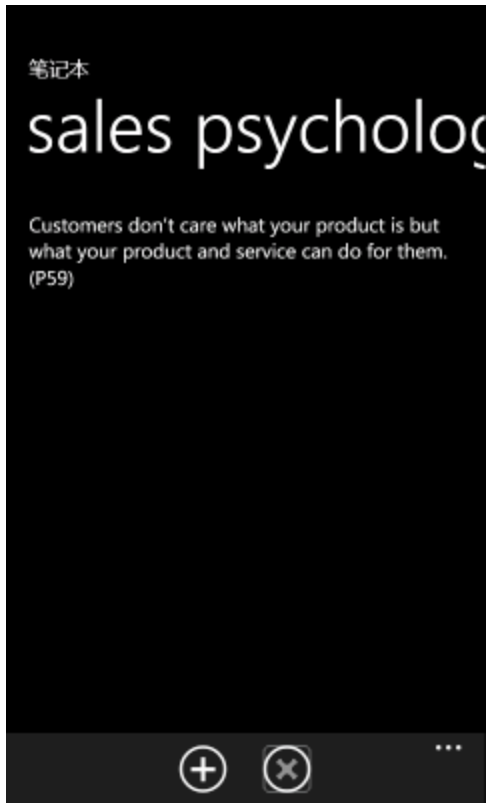 笔记本
sales psycholog
Customers don't care what your product is but
what your product and service can do for them.
(P59)